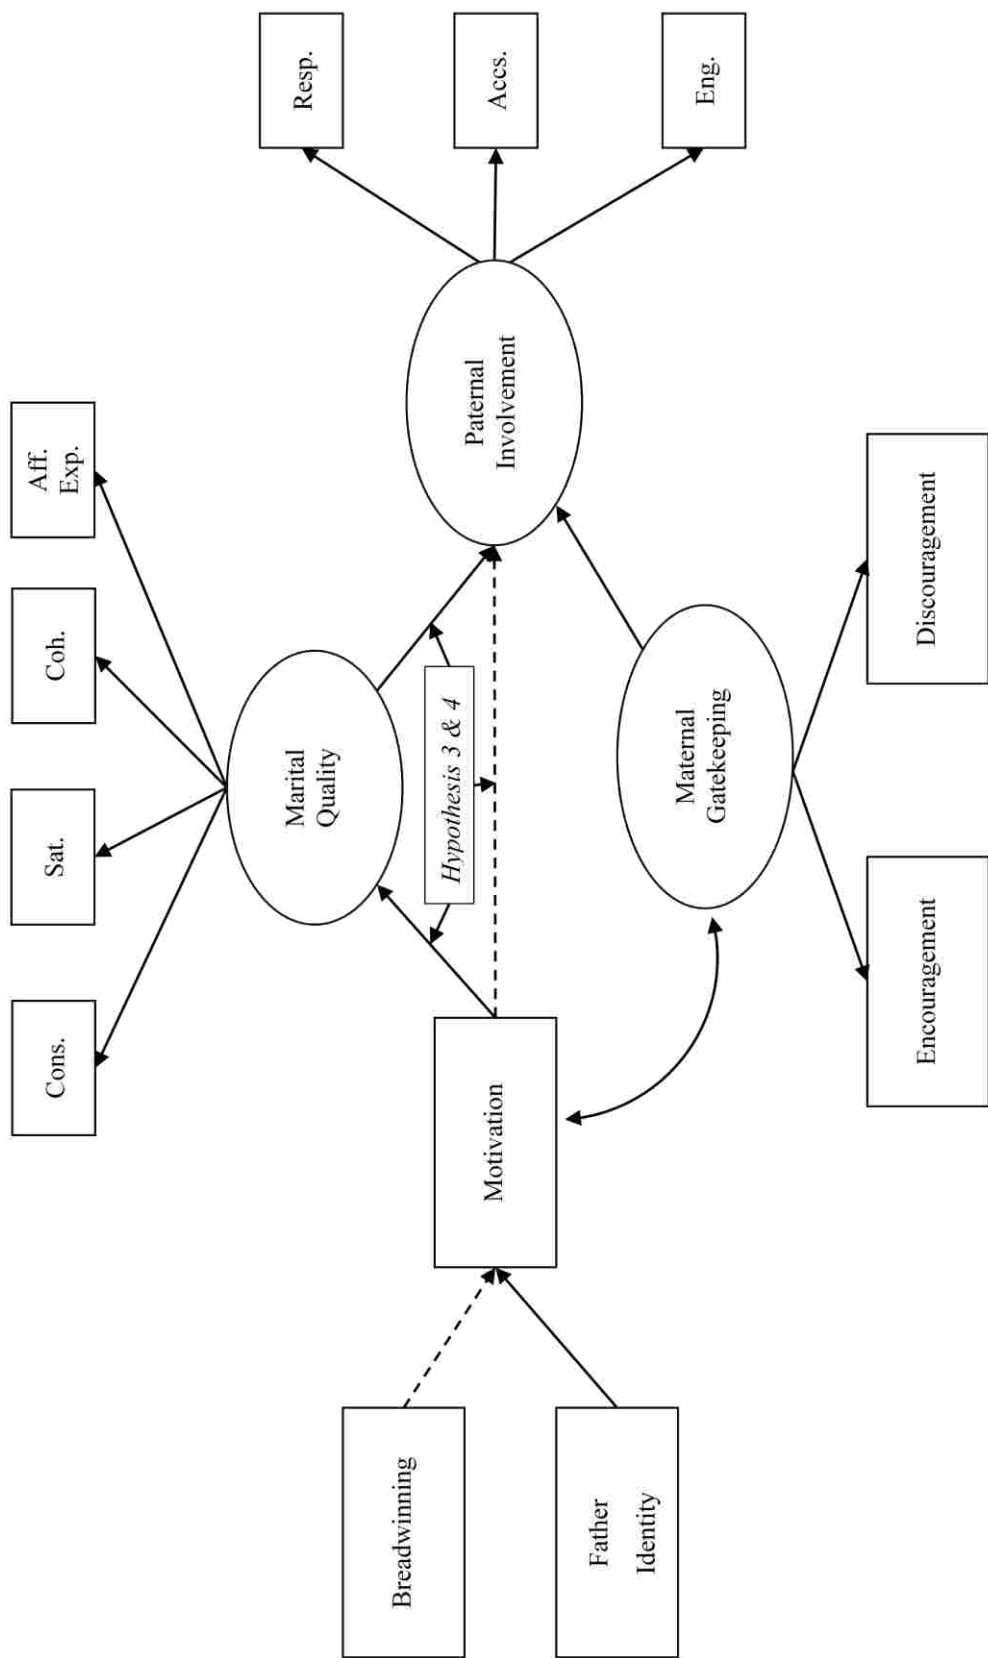 Cons.
Sat.
Coh.
Aff.
Exp.
Marital
Quality
Resp.
Breadwinning
Hypothesis 3 & 4
Motivation
Paternal
Involvement
Accs.
Father
Identity
Maternal
Gatekeeping
Eng.
Encouragement
Discouragement